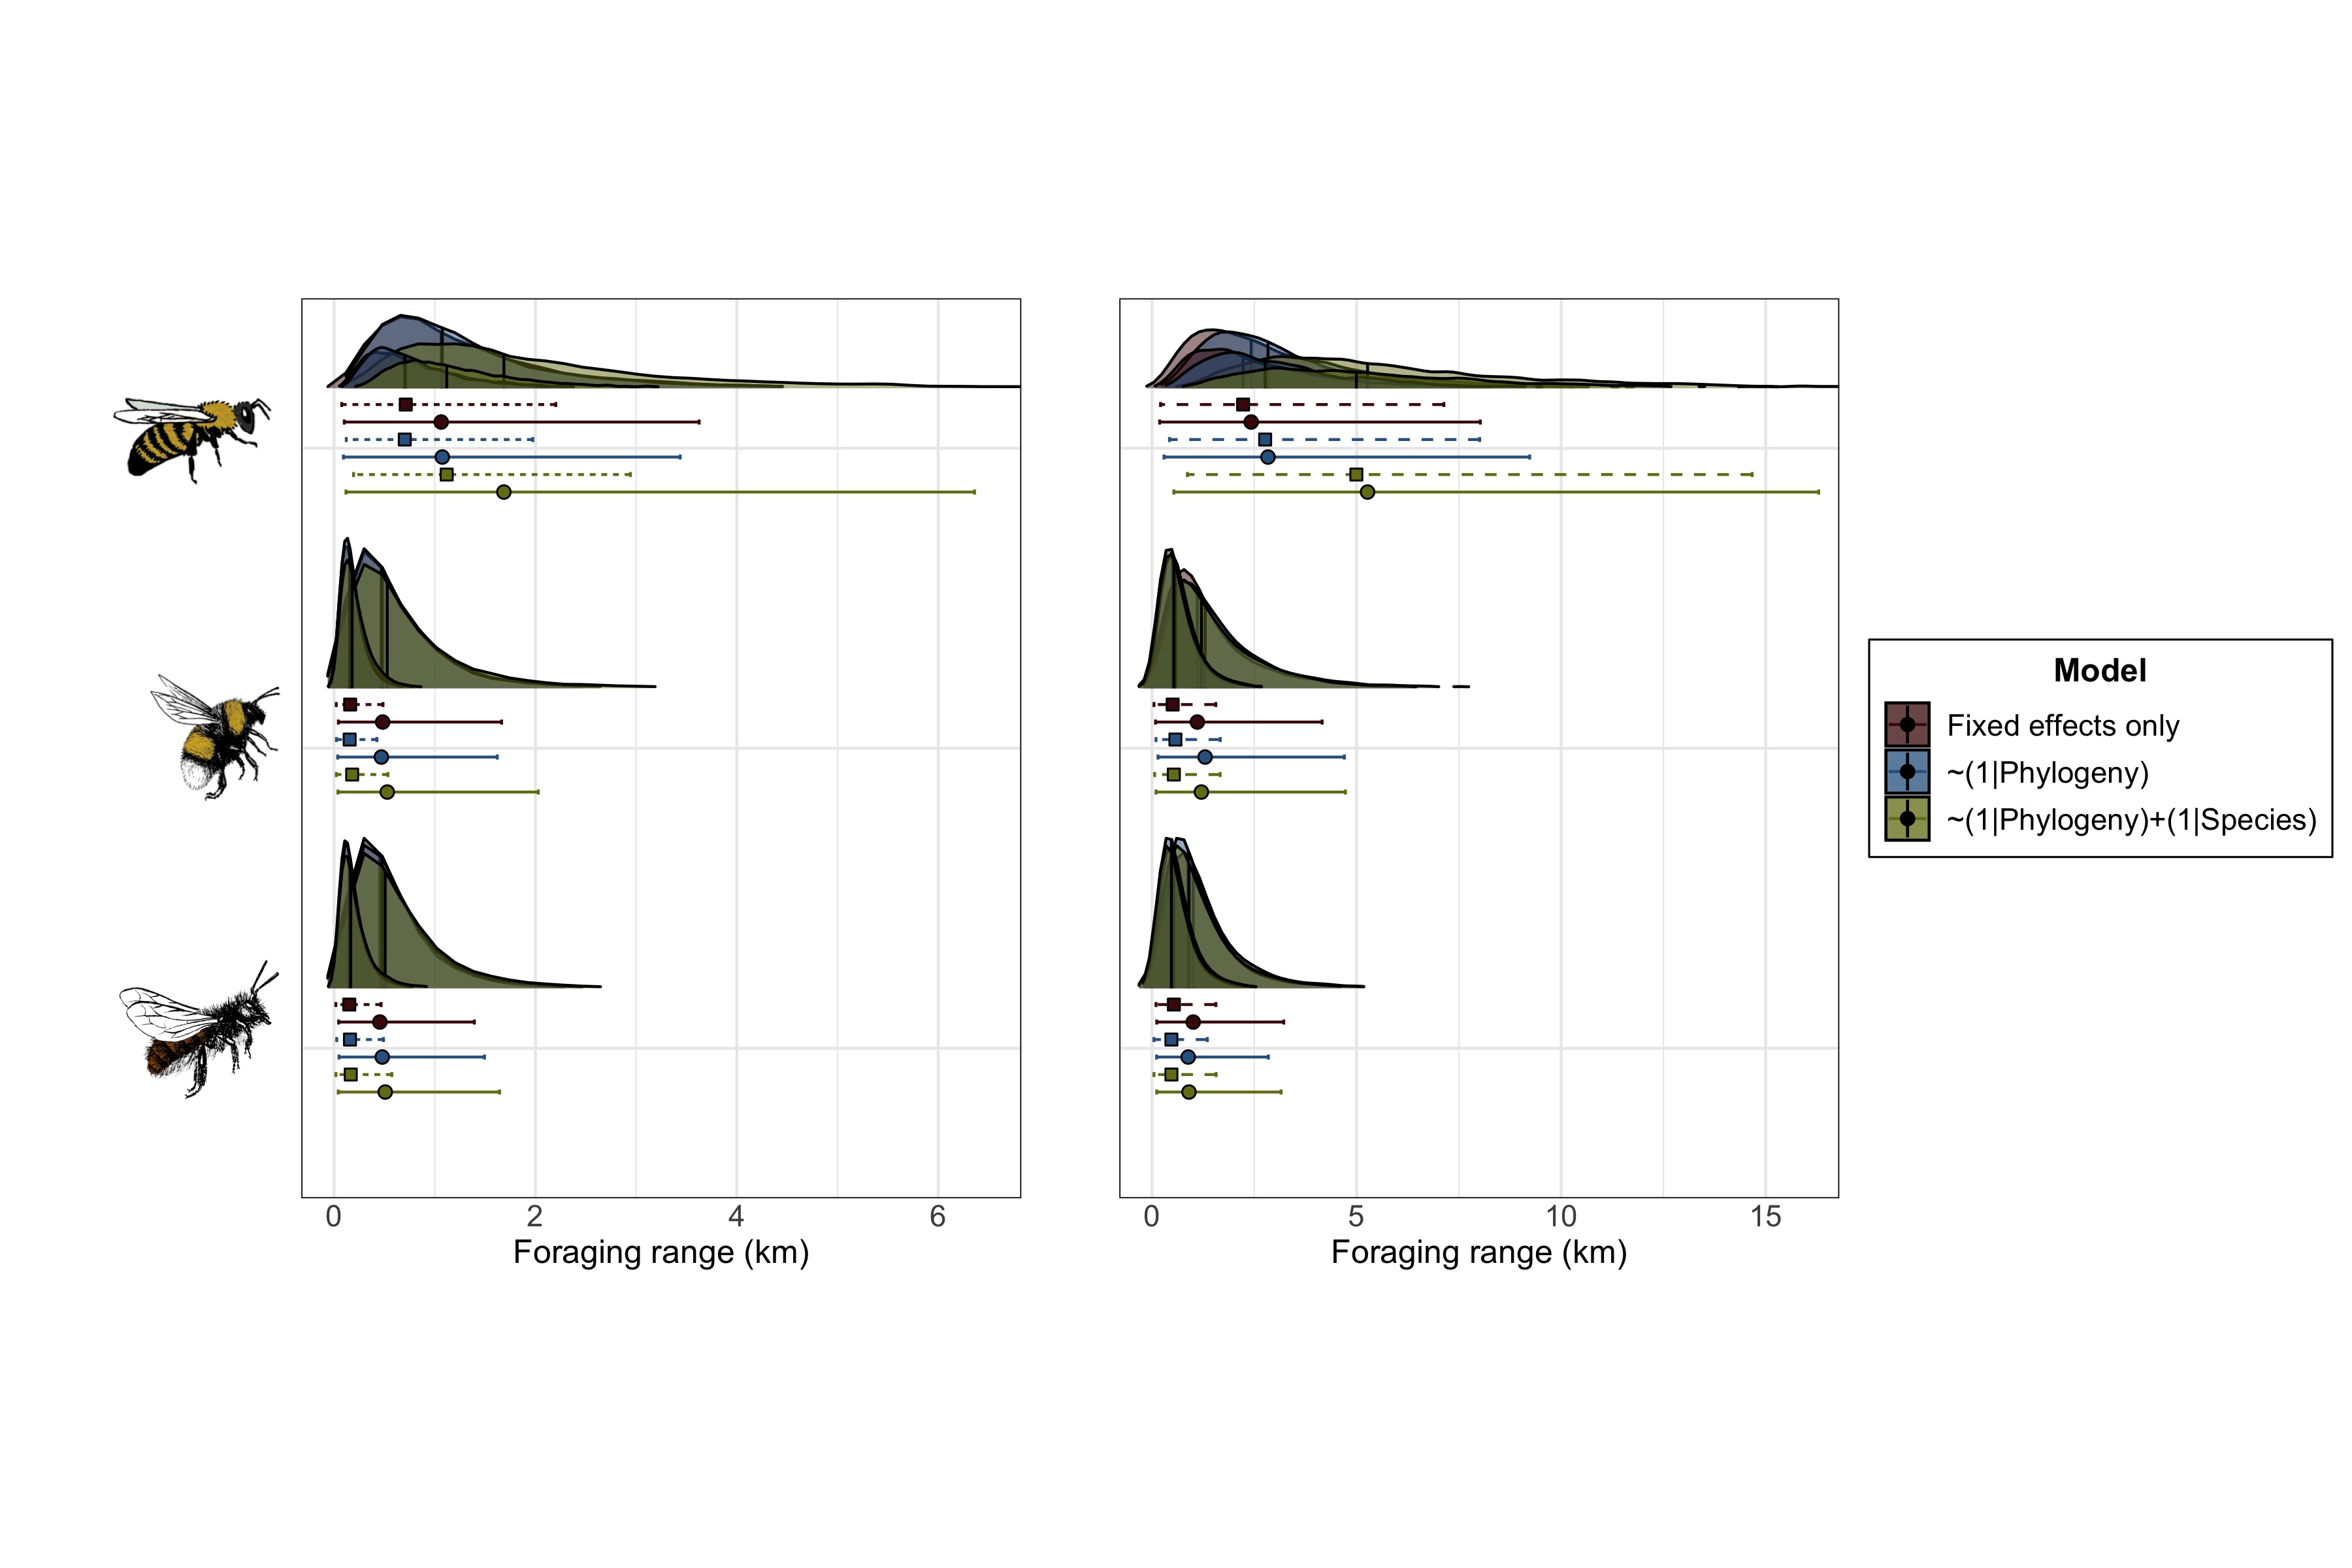 0 2 4 6
Foraging range (km)
0 5 10 15
Foraging range (km)
Model
Fixed effects only
~(1|Phylogeny)
~(1|Phylogeny)+(1|Species)